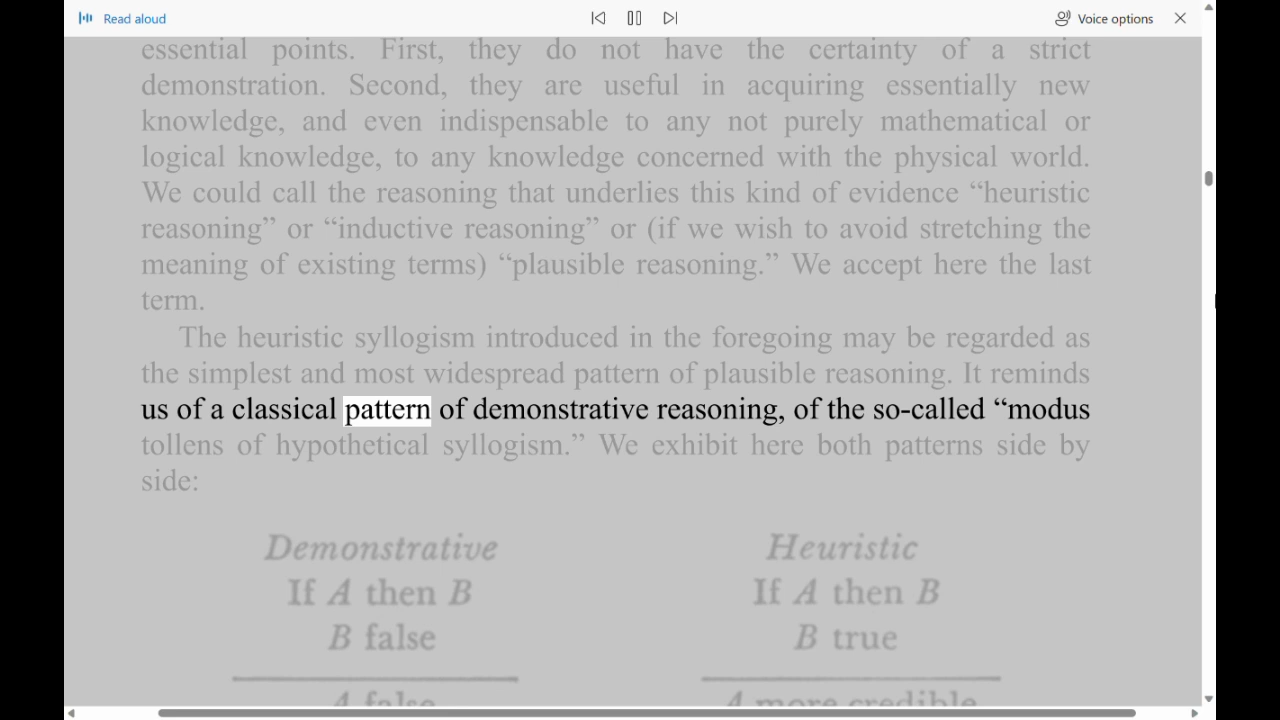 Read aloud
Voice options
essential points. First, they do not have the certainty of a strict
demonstration. Second, they are useful in acquiring essentially new
knowledge, and even indispensable to any not purely mathematical or
logical knowledge, to any knowledge concerned with the physical world.
We could call the reasoning that underlies this kind of evidence “heuristic
reasoning” or “inductive reasoning” or (if we wish to avoid stretching the
meaning of existing terms) “plausible reasoning.” We accept here the last
term.
The heuristic syllogism introduced in the foregoing may be regarded as
the simplest and most widespread pattern of plausible reasoning. It reminds
us of a classical pattern of demonstrative reasoning, of the so-called “modus
tollens of hypothetical syllogism.” We exhibit here both patterns side by
side:
Demonstrative
If A then B
B false
A false
Heuristic
If A then B
B true
A more credible